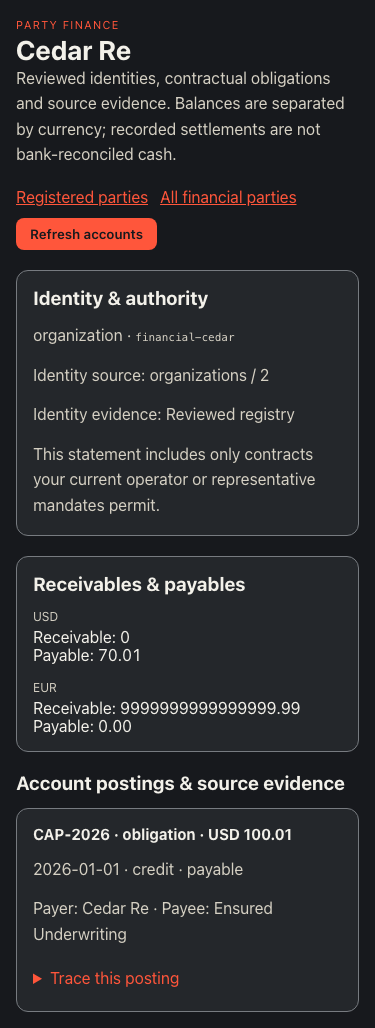 PARTY FINANCE
Cedar Re
Reviewed identities, contractual obligations
and source evidence. Balances are separated
by currency; recorded settlements are not
bank-reconciled cash.
Registered parties All financial parties
Refresh accounts
Identity & authority
organization · financial-cedar
Identity source: organizations / 2
Identity evidence: Reviewed registry
This statement includes only contracts
your current operator or representative
mandates permit.
Receivables & payables
USD
Receivable: 0
Payable: 70.01
EUR
Receivable: 9999999999999999.99
Payable: 0.00
Account postings & source evidence
CAP-2026 · obligation · USD 100.01
2026-01-01 · credit · payable
Payer: Cedar Re · Payee: Ensured
Underwriting
Trace this posting